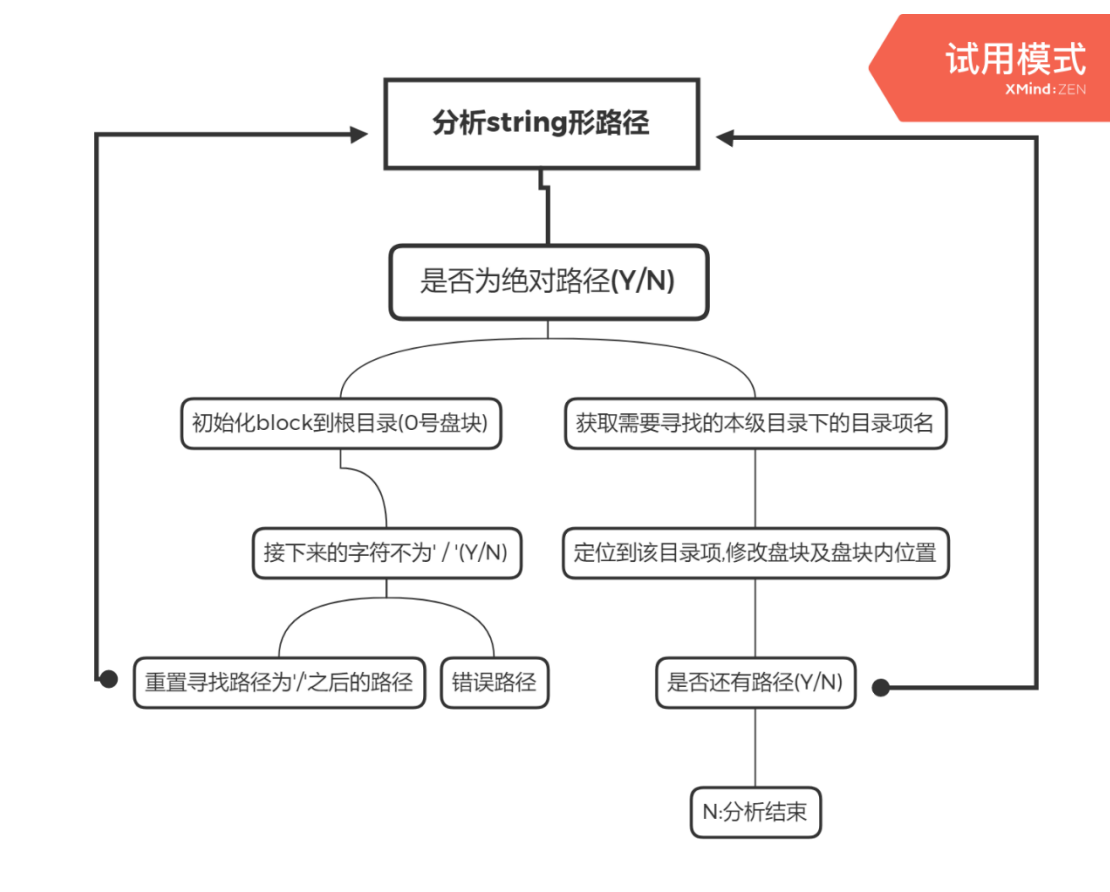 试用模式
XMind:ZEN
分析string形路径
是否为绝对路径(Y/N)
初始化block到根目录(0号盘块)
获取需要寻找的本级目录下的目录项名
接下来的字符不为' / '(Y/N)
定位到该目录项,修改盘块及盘块内位置
重置寻找路径为'/'之后的路径
错误路径
是否还有路径(Y/N)
N:分析结束